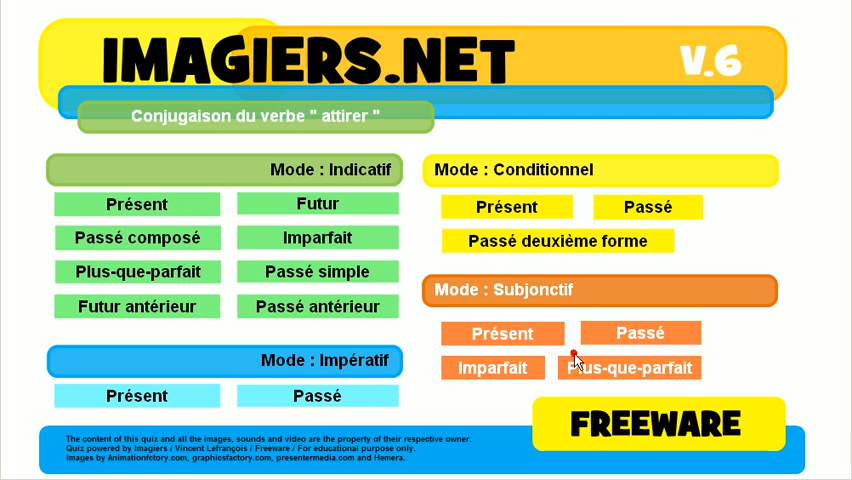 IMAGIERS.NET
V.6
Conjugaison du verbe " attirer "
Mode : Indicatif
Présent
Futur
Passé composé
Imparfait
Plus-que-parfait
Passé simple
Futur antérieur
Passé antérieur
Mode : Impératif
Présent
Passé
Mode : Conditionnel
Présent
Passé
Passé deuxième forme
Mode : Subjonctif
Présent
Passé
Imparfait
Plus-que-parfait
FREEWARE
The content of this quiz and all the images, sounds and video are the property of their respective owner.
Quiz powered by Imagiers / Vincent Lefrançois / Freeware / For educational purpose only.
Images by Animationfctory.com, graphicsfactory.com, presentermedia.com and Hemera.